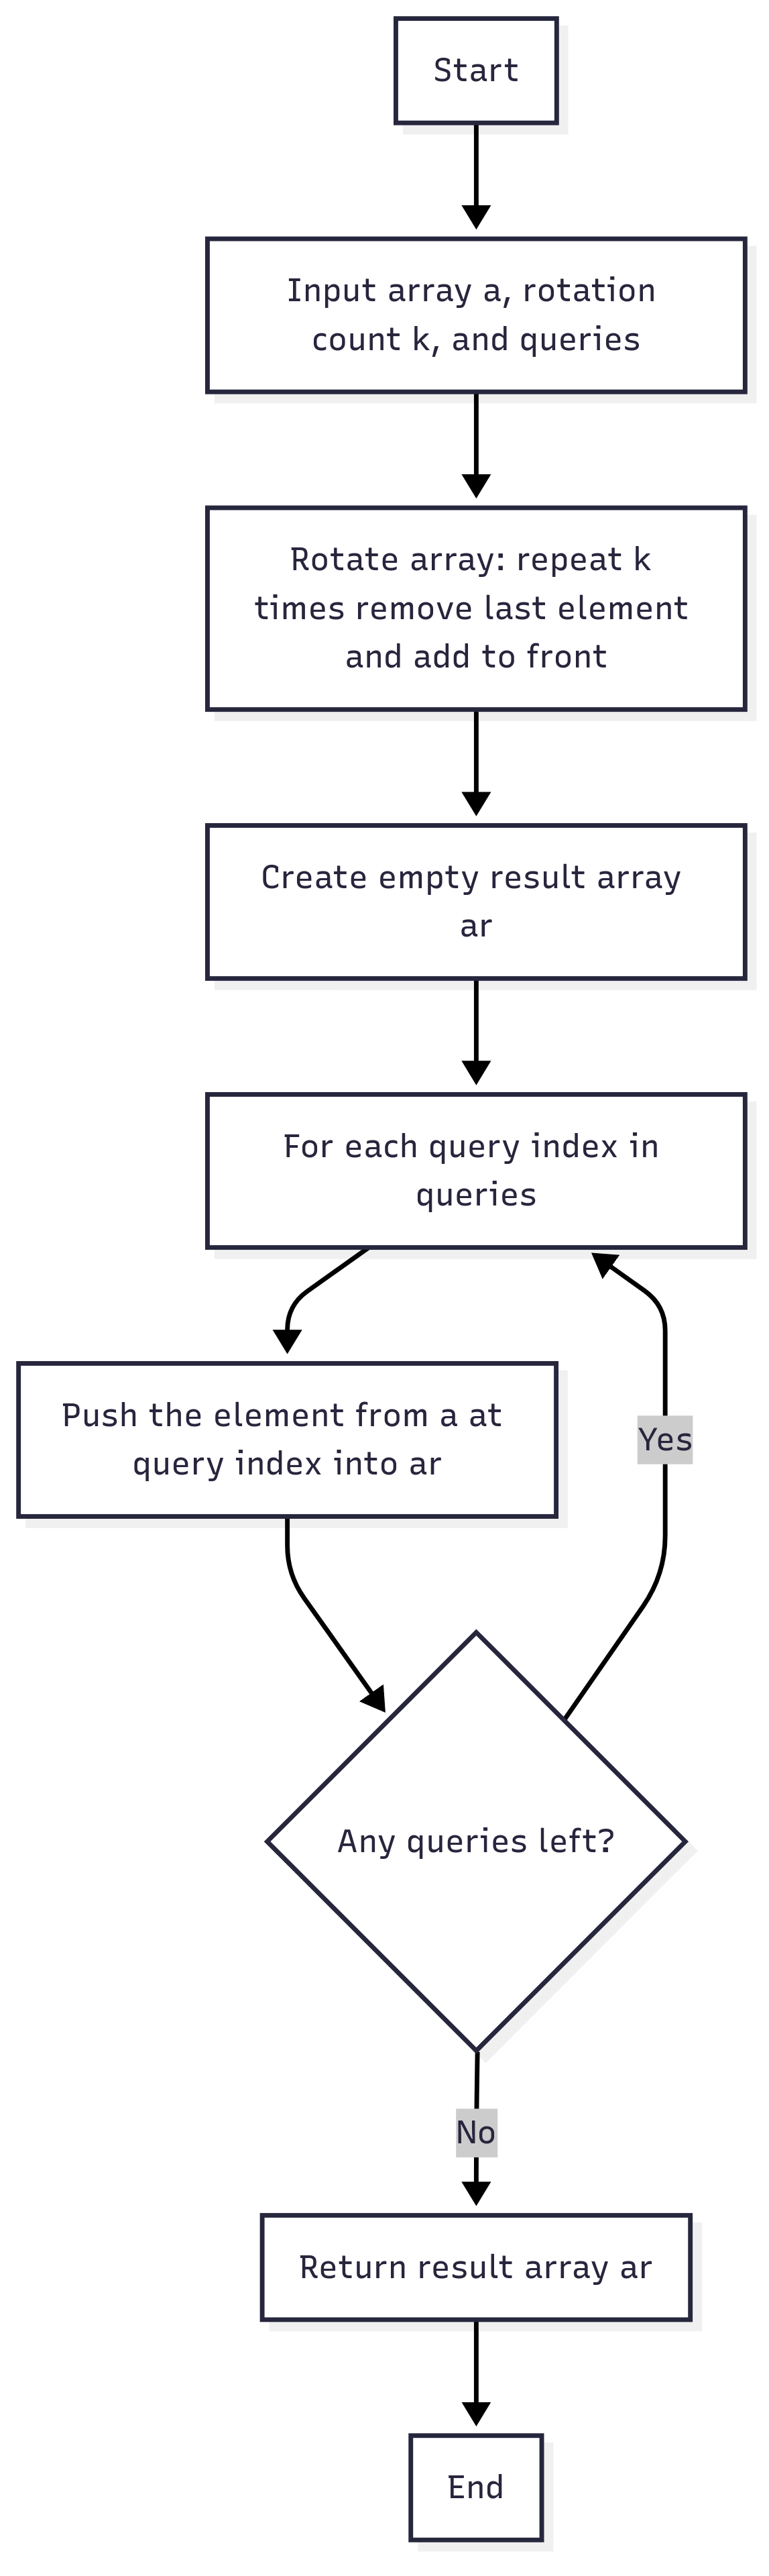 Start
Input array a, rotation
count k, and queries
Rotate array: repeat k
times remove last element
and add to front
Create empty result array
ar
For each query index in
queries
Push the element from a at
query index into ar
Yes
Any queries left?
No
Return result array ar
End